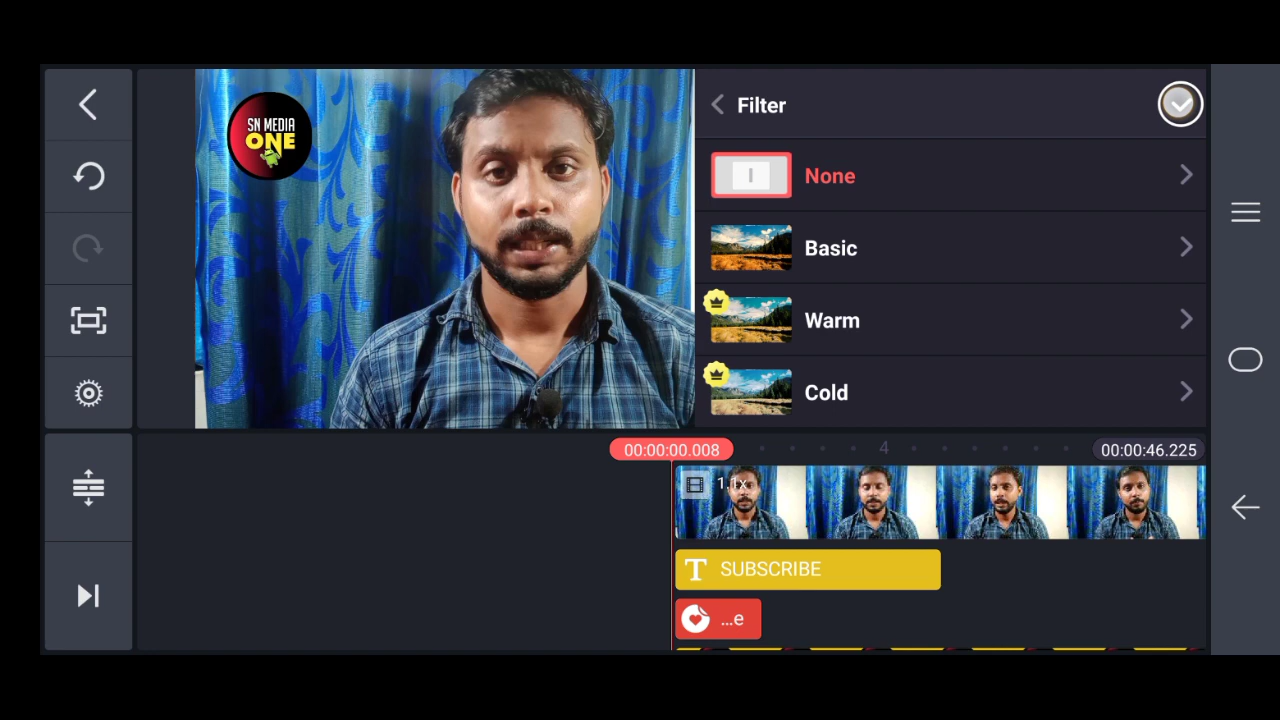 SN MEDIA
ONE
Filter
None
Basic
Warm
Cold
00:00:00.008
4
00:00:46.225
1.1x
SUBSCRIBE
...e